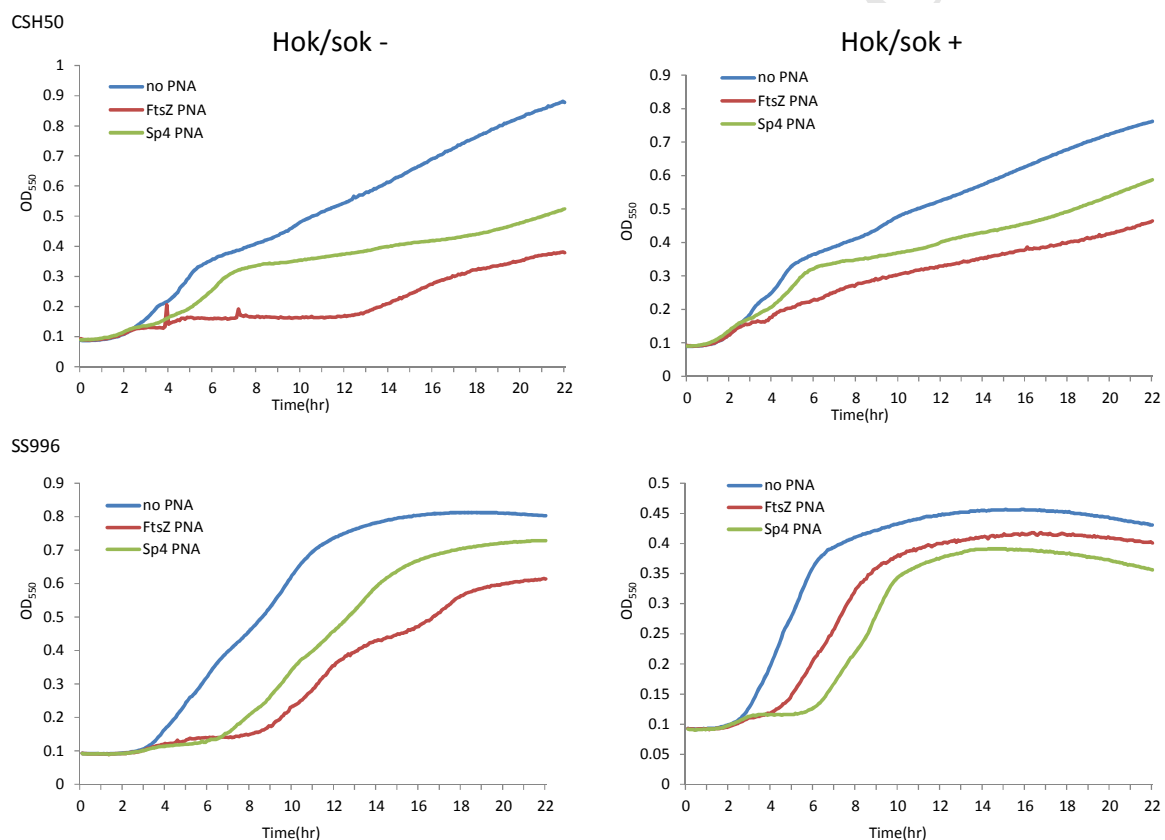 CSH50
Hok/sok -
Hok/sok +
1
0.9
0.8
0.7
0.6
0.5
0.4
0.3
0.2
0.1
0
OD550
no PNA
FtsZ PNA
Sp4 PNA
0 2 4 6 8 10 12 14 16 18 20 22
Time(hr)
0.9
0.8
0.7
0.6
0.5
0.4
0.3
0.2
0.1
0
OD550
no PNA
FtsZ PNA
Sp4 PNA
0 2 4 6 8 10 12 14 16 18 20 22
Time(hr)
SS996
0.9
0.8
0.7
0.6
0.5
0.4
0.3
0.2
0.1
0
OD550
no PNA
FtsZ PNA
Sp4 PNA
0 2 4 6 8 10 12 14 16 18 20 22
Time(hr)
0.5
0.45
0.4
0.35
0.3
0.25
0.2
0.15
0.1
0.05
0
OD550
no PNA
FtsZ PNA
Sp4 PNA
0 2 4 6 8 10 12 14 16 18 20 22
Time(hr)